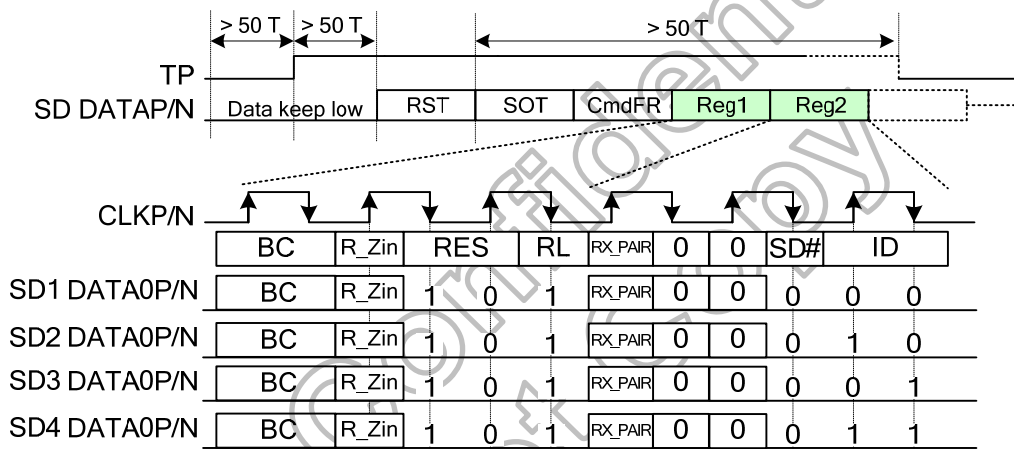 > 50 T > 50 T > 50 T
TP
SD DATAP/N Data keep low RST SOT CmdFR Reg1 Reg2
CLKP/N
BC R_Zin RES RL RX_PAIR 0 0 SD# ID
SD1 DATA0P/N BC R_Zin 1 0 1 RX_PAIR 0 0 0 0 0
SD2 DATA0P/N BC R_Zin 1 0 1 RX_PAIR 0 0 0 1 0
SD3 DATA0P/N BC R_Zin 1 0 1 RX_PAIR 0 0 0 0 1
SD4 DATA0P/N BC R_Zin 1 0 1 RX_PAIR 0 0 0 1 1
Confidential
Copy